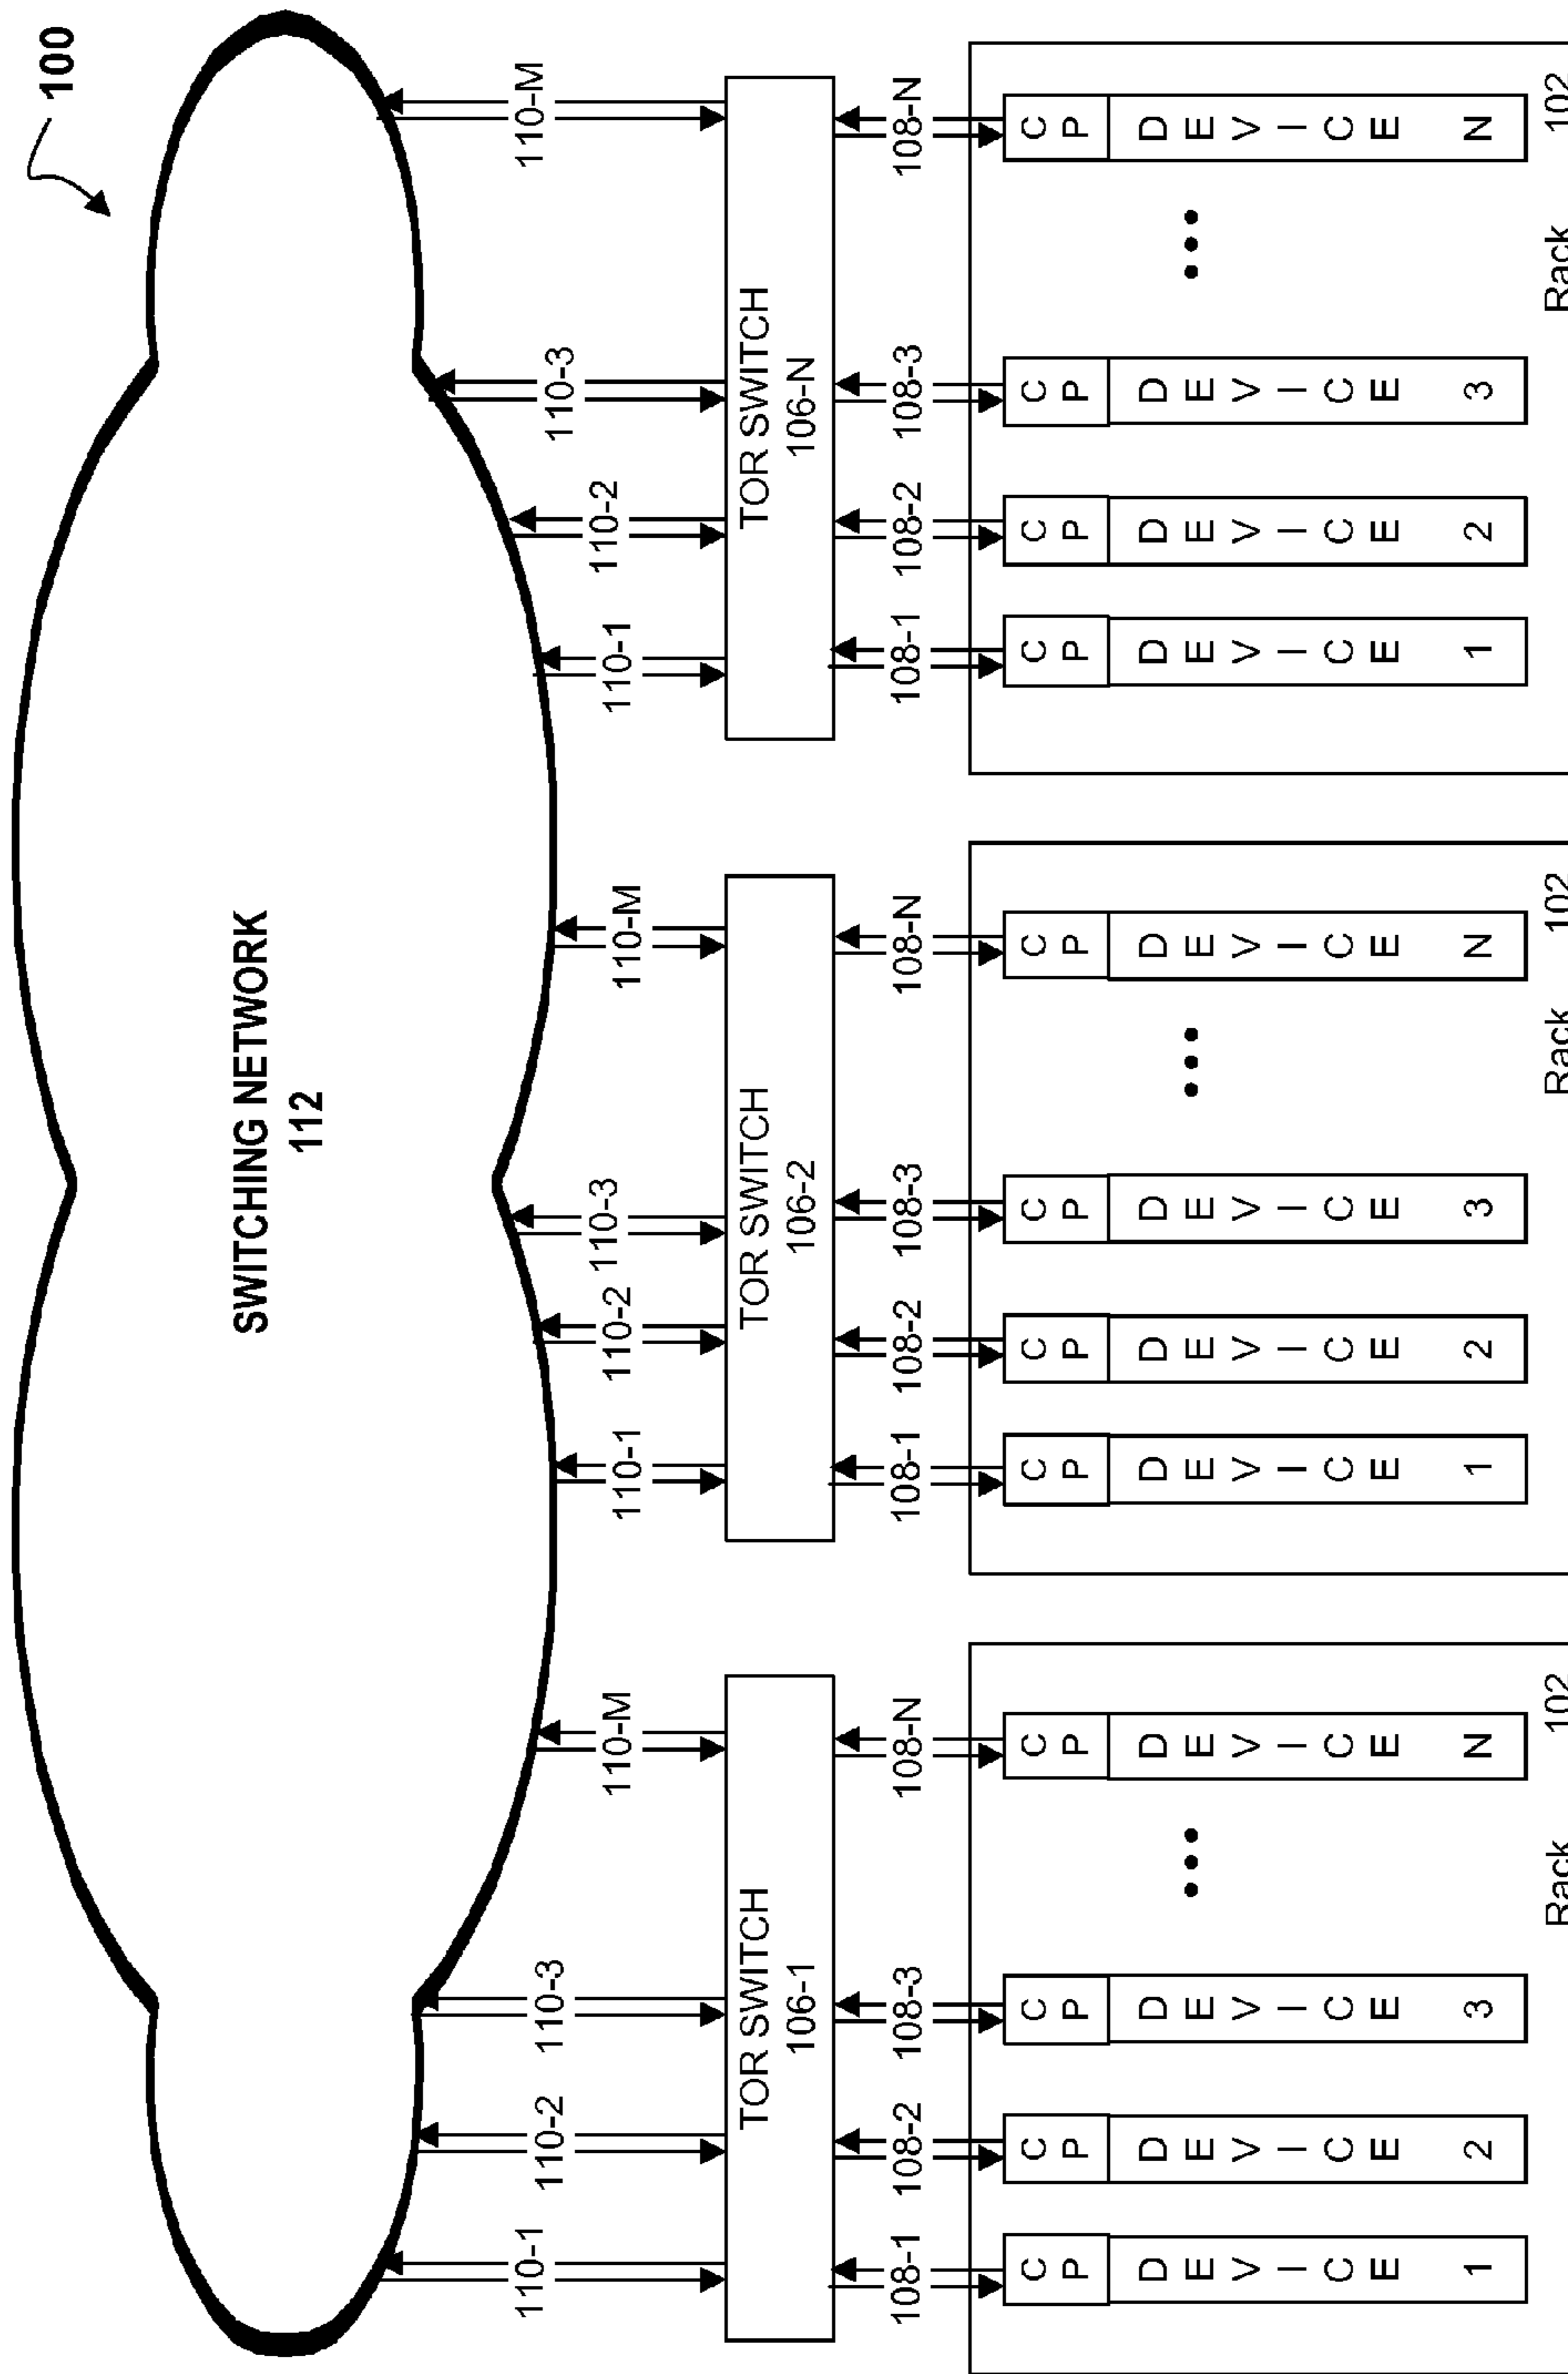 100
SWITCHING NETWORK
112
110-1
110-2
110-3
110-M
110-1
110-2
110-3
110-M
110-1
110-2
110-3
110-M
TOR SWITCH
106-1
TOR SWITCH
106-2
TOR SWITCH
106-N
108-1
108-2
108-3
108-N
108-1
108-2
108-3
108-N
108-1
108-2
108-3
108-N
CP
DEVICE 1
CP
DEVICE 2
CP
DEVICE 3
•••
CP
DEVICE N
Rack 102
CP
DEVICE 1
CP
DEVICE 2
CP
DEVICE 3
•••
CP
DEVICE N
Rack 102
CP
DEVICE 1
CP
DEVICE 2
CP
DEVICE 3
•••
CP
DEVICE N
Rack 102